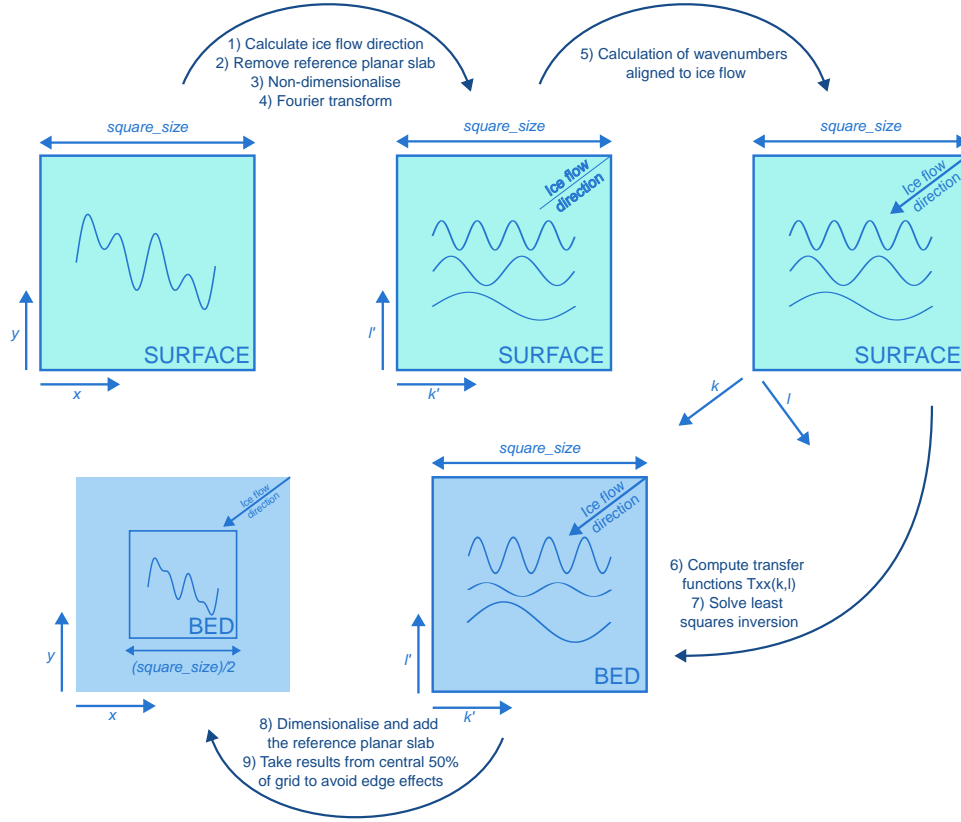 1) Calculate ice flow direction
2) Remove reference planar slab
3) Non-dimensionalise
4) Fourier transform
5) Calculation of wavenumbers
aligned to ice flow
square_size
y
x
SURFACE
square_size
Ice flow
direction
l'
k'
SURFACE
square_size
Ice flow
direction
SURFACE
k
l
6) Compute transfer
functions Txx(k,l)
7) Solve least
squares inversion
square_size
Ice flow
direction
l'
k'
BED
8) Dimensionalise and add
the reference planar slab
9) Take results from central 50%
of grid to avoid edge effects
Ice flow
direction
BED
(square_size)/2
y
x